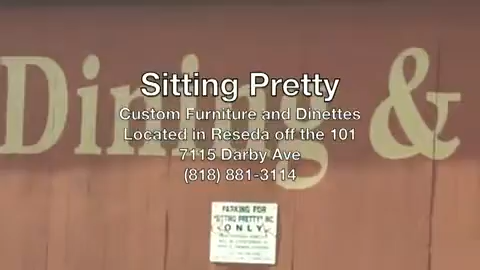 Dining &
Sitting Pretty
Custom Furniture and Dinettes
Located in Reseda off the 101
7115 Darby Ave
(818) 881-3114
PARKING FOR
"SITTING PRETTY" INC
ONLY